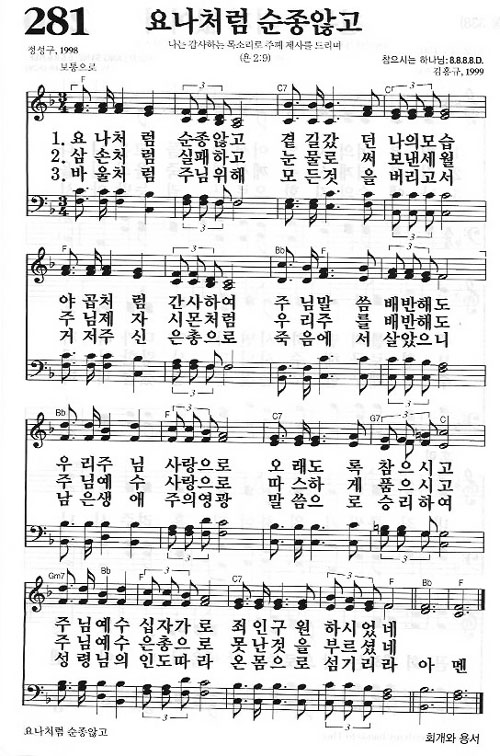 281 요나처럼 순종않고
정성구, 1998
나는 감사하는 목소리로 주께 제사를 드리며
(욘 2:9)
참으시는 하나님: 8.8.8.8.D.
김홍규, 1999
보통으로
F C7 C F
1. 요 나처 럼 순종않고 곁 길갔 던 나의모습
2. 삼 손처 럼 실패하고 눈 물로 써 보낸세월
3. 바 울처 럼 주님위해 모 든것 을 버리고서
F Bb F
야 곱처 럼 간사하여 주 님말 씀 배반해도
주 님제 자 시몬처럼 우 리주 를 배반해도
거 저주 신 은총으로 죽 음에 서 살았으니
Bb F C7 G7 C
우 리주 님 사랑으로 오 래도 록 참으시고
주 님예 수 사랑으로 따 스하 게 품으시고
남 은생 애 주의영광 말 씀으 로 승리하여
Gm7 Bb F C7 F Bb F
주 님예수 십자가로 죄 인구 원 하시었네
주 님예수 은총으로 못 난것 을 부르셨네
성 령님의 인도따라 온 몸으 로 섬기리라 아 멘
요나처럼 순종않고
회개와 용서